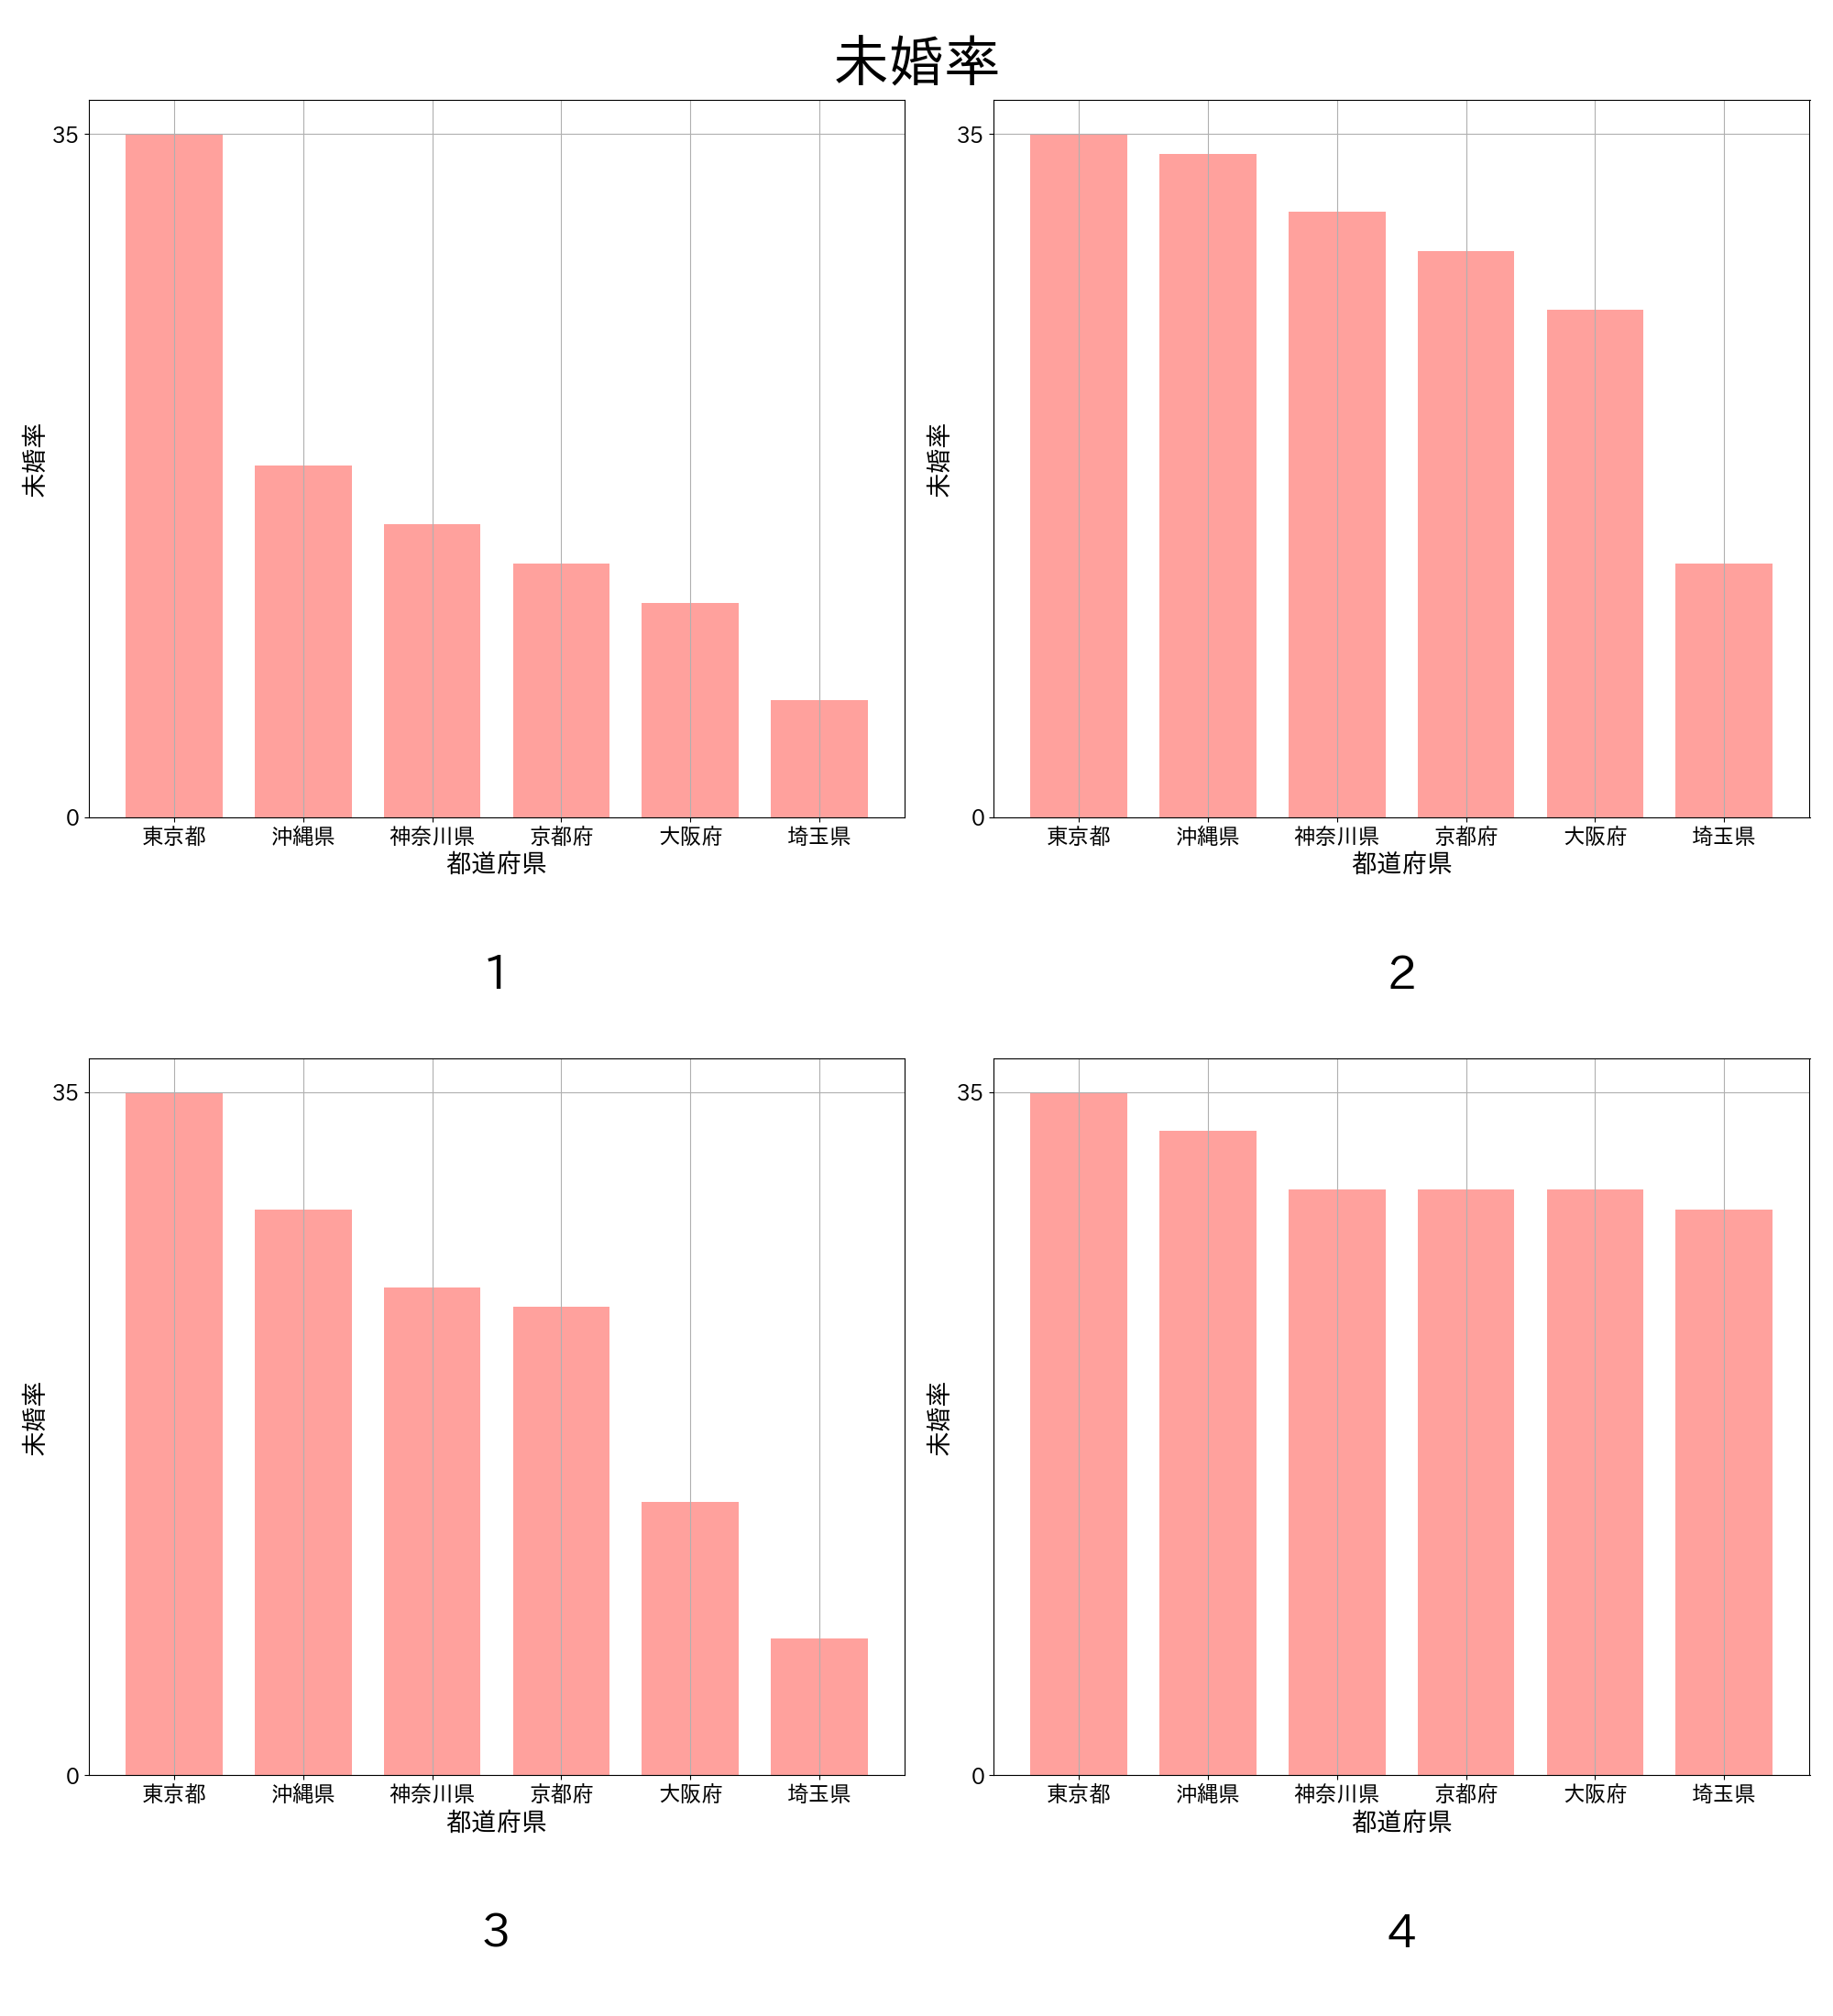 未婚率
35
0
未婚率
東京都 沖縄県 神奈川県 京都府 大阪府 埼玉県
都道府県
1
35
0
未婚率
東京都 沖縄県 神奈川県 京都府 大阪府 埼玉県
都道府県
2
35
0
未婚率
東京都 沖縄県 神奈川県 京都府 大阪府 埼玉県
都道府県
3
35
0
未婚率
東京都 沖縄県 神奈川県 京都府 大阪府 埼玉県
都道府県
4